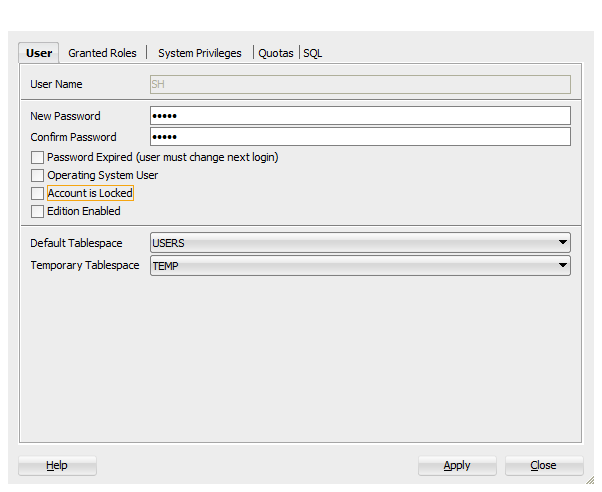 User Granted Roles System Privileges Quotas SQL
User Name SH
New Password •••••
Confirm Password •••••
Password Expired (user must change next login)
Operating System User
Account is Locked
Edition Enabled
Default Tablespace USERS
Temporary Tablespace TEMP
Help Apply Close